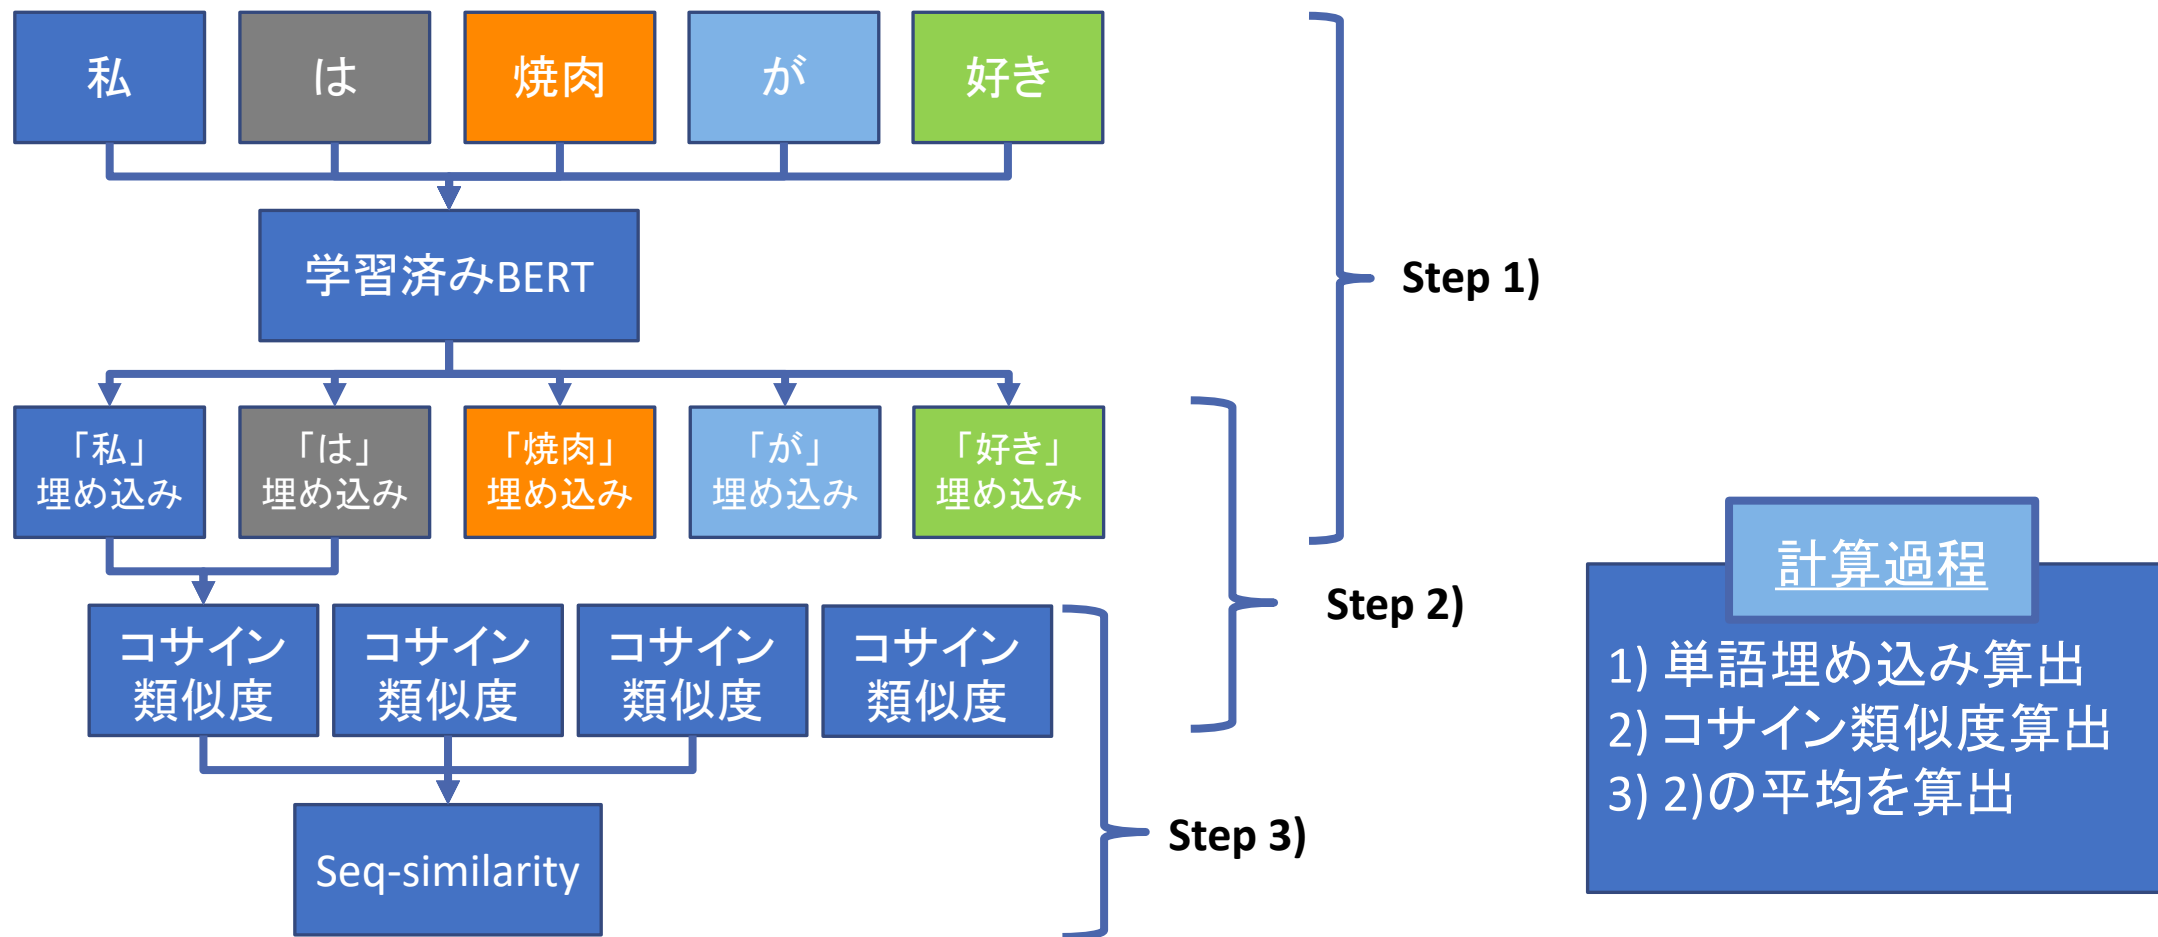 私 は 焼肉 が 好き
学習済みBERT
Step 1)
「私」
埋め込み
「は」
埋め込み
「焼肉」
埋め込み
「が」
埋め込み
「好き」
埋め込み
コサイン
類似度
コサイン
類似度
コサイン
類似度
コサイン
類似度
Step 2)
Seq-similarity
Step 3)
計算過程
1) 単語埋め込み算出
2) コサイン類似度算出
3) 2)の平均を算出